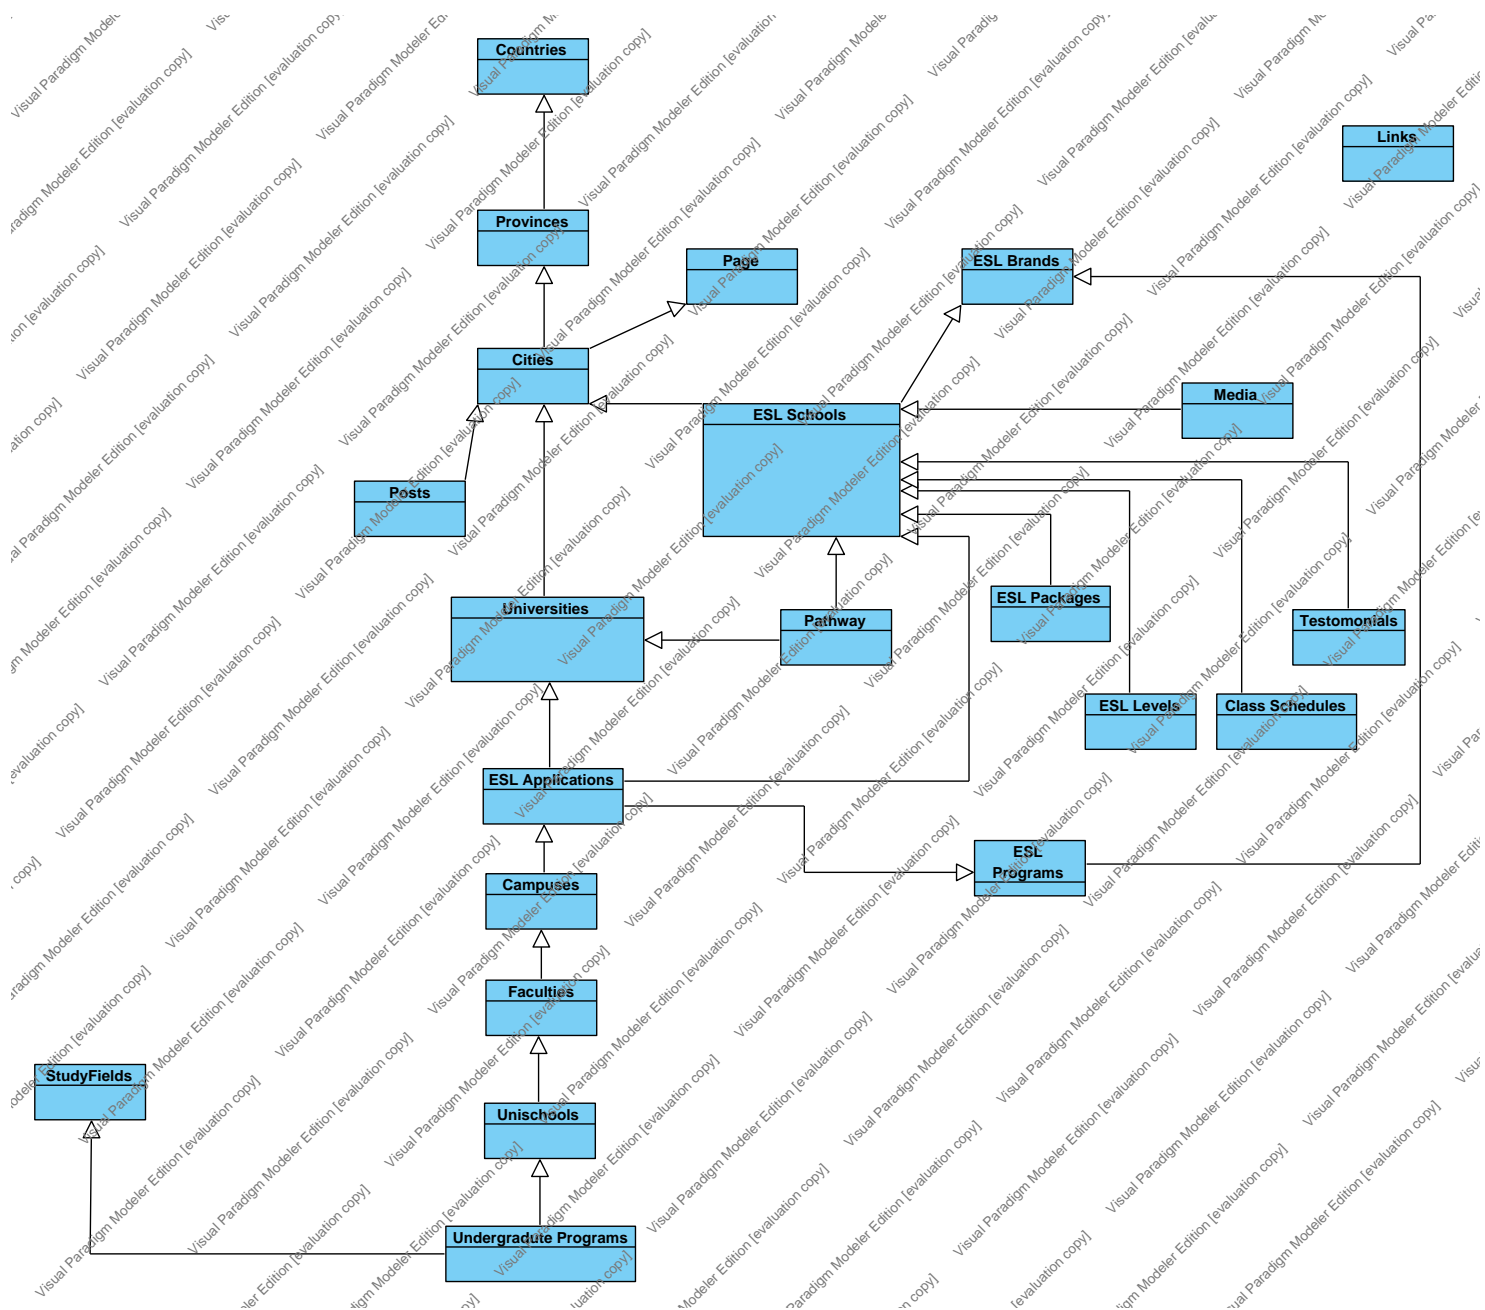 Countries
Links
Provinces
Page
ESL Brands
Cities
Media
ESL Schools
Posts
ESL Packages
Universities
Pathway
Testomonials
ESL Levels
Class Schedules
ESL Applications
ESL
Programs
Campuses
Faculties
StudyFields
Unischools
Undergradute Programs
Visual Paradigm Modeler Edition [evaluation copy]